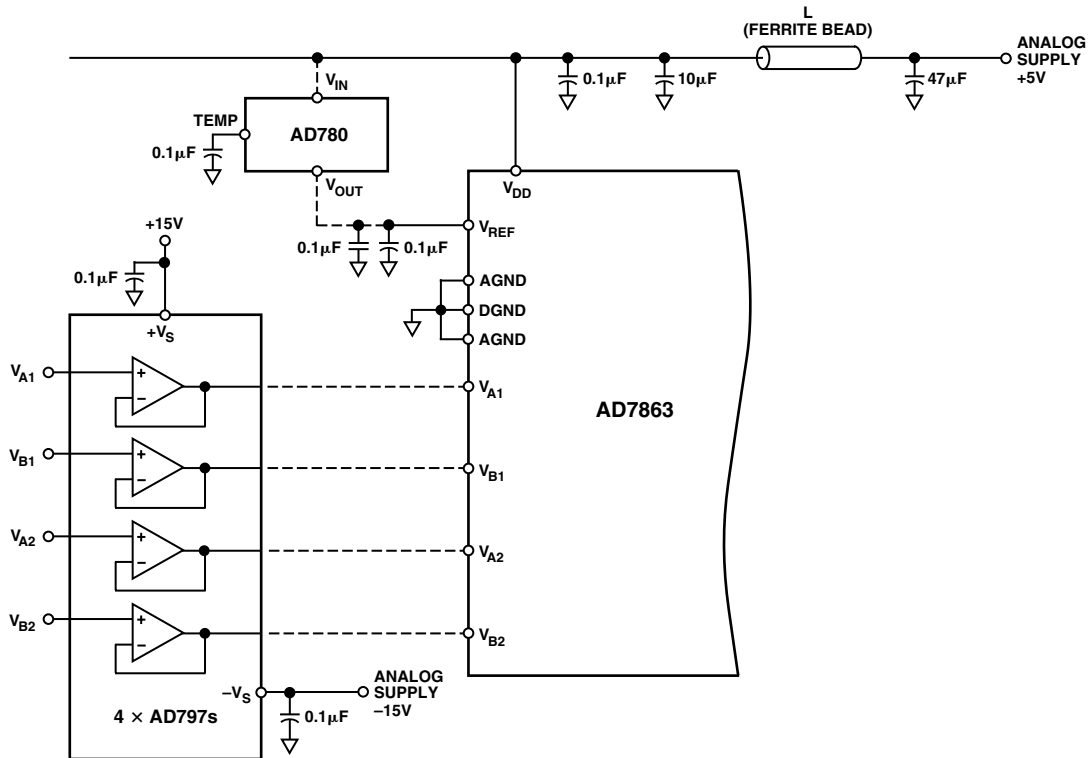 L
(FERRITE BEAD)
ANALOG
SUPPLY
+5V
0.1µF
10µF
47µF
V_IN
TEMP
AD780
0.1µF
V_OUT
V_DD
+15V
V_REF
0.1µF
0.1µF
0.1µF
AGND
DGND
AGND
+V_S
V_A1
+
–
V_A1
AD7863
V_B1
+
–
V_B1
V_A2
+
–
V_A2
V_B2
+
–
V_B2
–V_S
ANALOG
SUPPLY
–15V
0.1µF
4 × AD797s